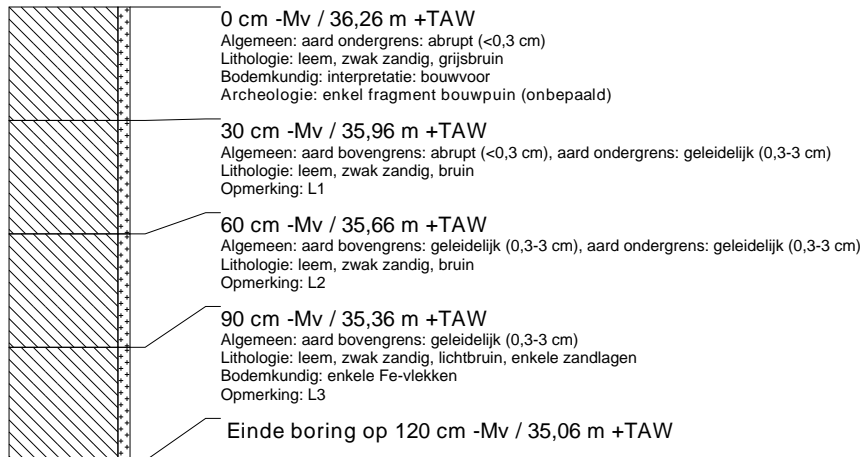 0 cm -Mv / 36,26 m +TAW
Algemeen: aard ondergrens: abrupt (<0,3 cm)
Lithologie: leem, zwak zandig, grijsbruin
Bodemkundig: interpretatie: bouwvoor
Archeologie: enkel fragment bouwpuin (onbepaald)
30 cm -Mv / 35,96 m +TAW
Algemeen: aard bovengrens: abrupt (<0,3 cm), aard ondergrens: geleidelijk (0,3-3 cm)
Lithologie: leem, zwak zandig, bruin
Opmerking: L1
60 cm -Mv / 35,66 m +TAW
Algemeen: aard bovengrens: geleidelijk (0,3-3 cm), aard ondergrens: geleidelijk (0,3-3 cm)
Lithologie: leem, zwak zandig, bruin
Opmerking: L2
90 cm -Mv / 35,36 m +TAW
Algemeen: aard bovengrens: geleidelijk (0,3-3 cm)
Lithologie: leem, zwak zandig, lichtbruin, enkele zandlagen
Bodemkundig: enkele Fe-vlekken
Opmerking: L3
Einde boring op 120 cm -Mv / 35,06 m +TAW